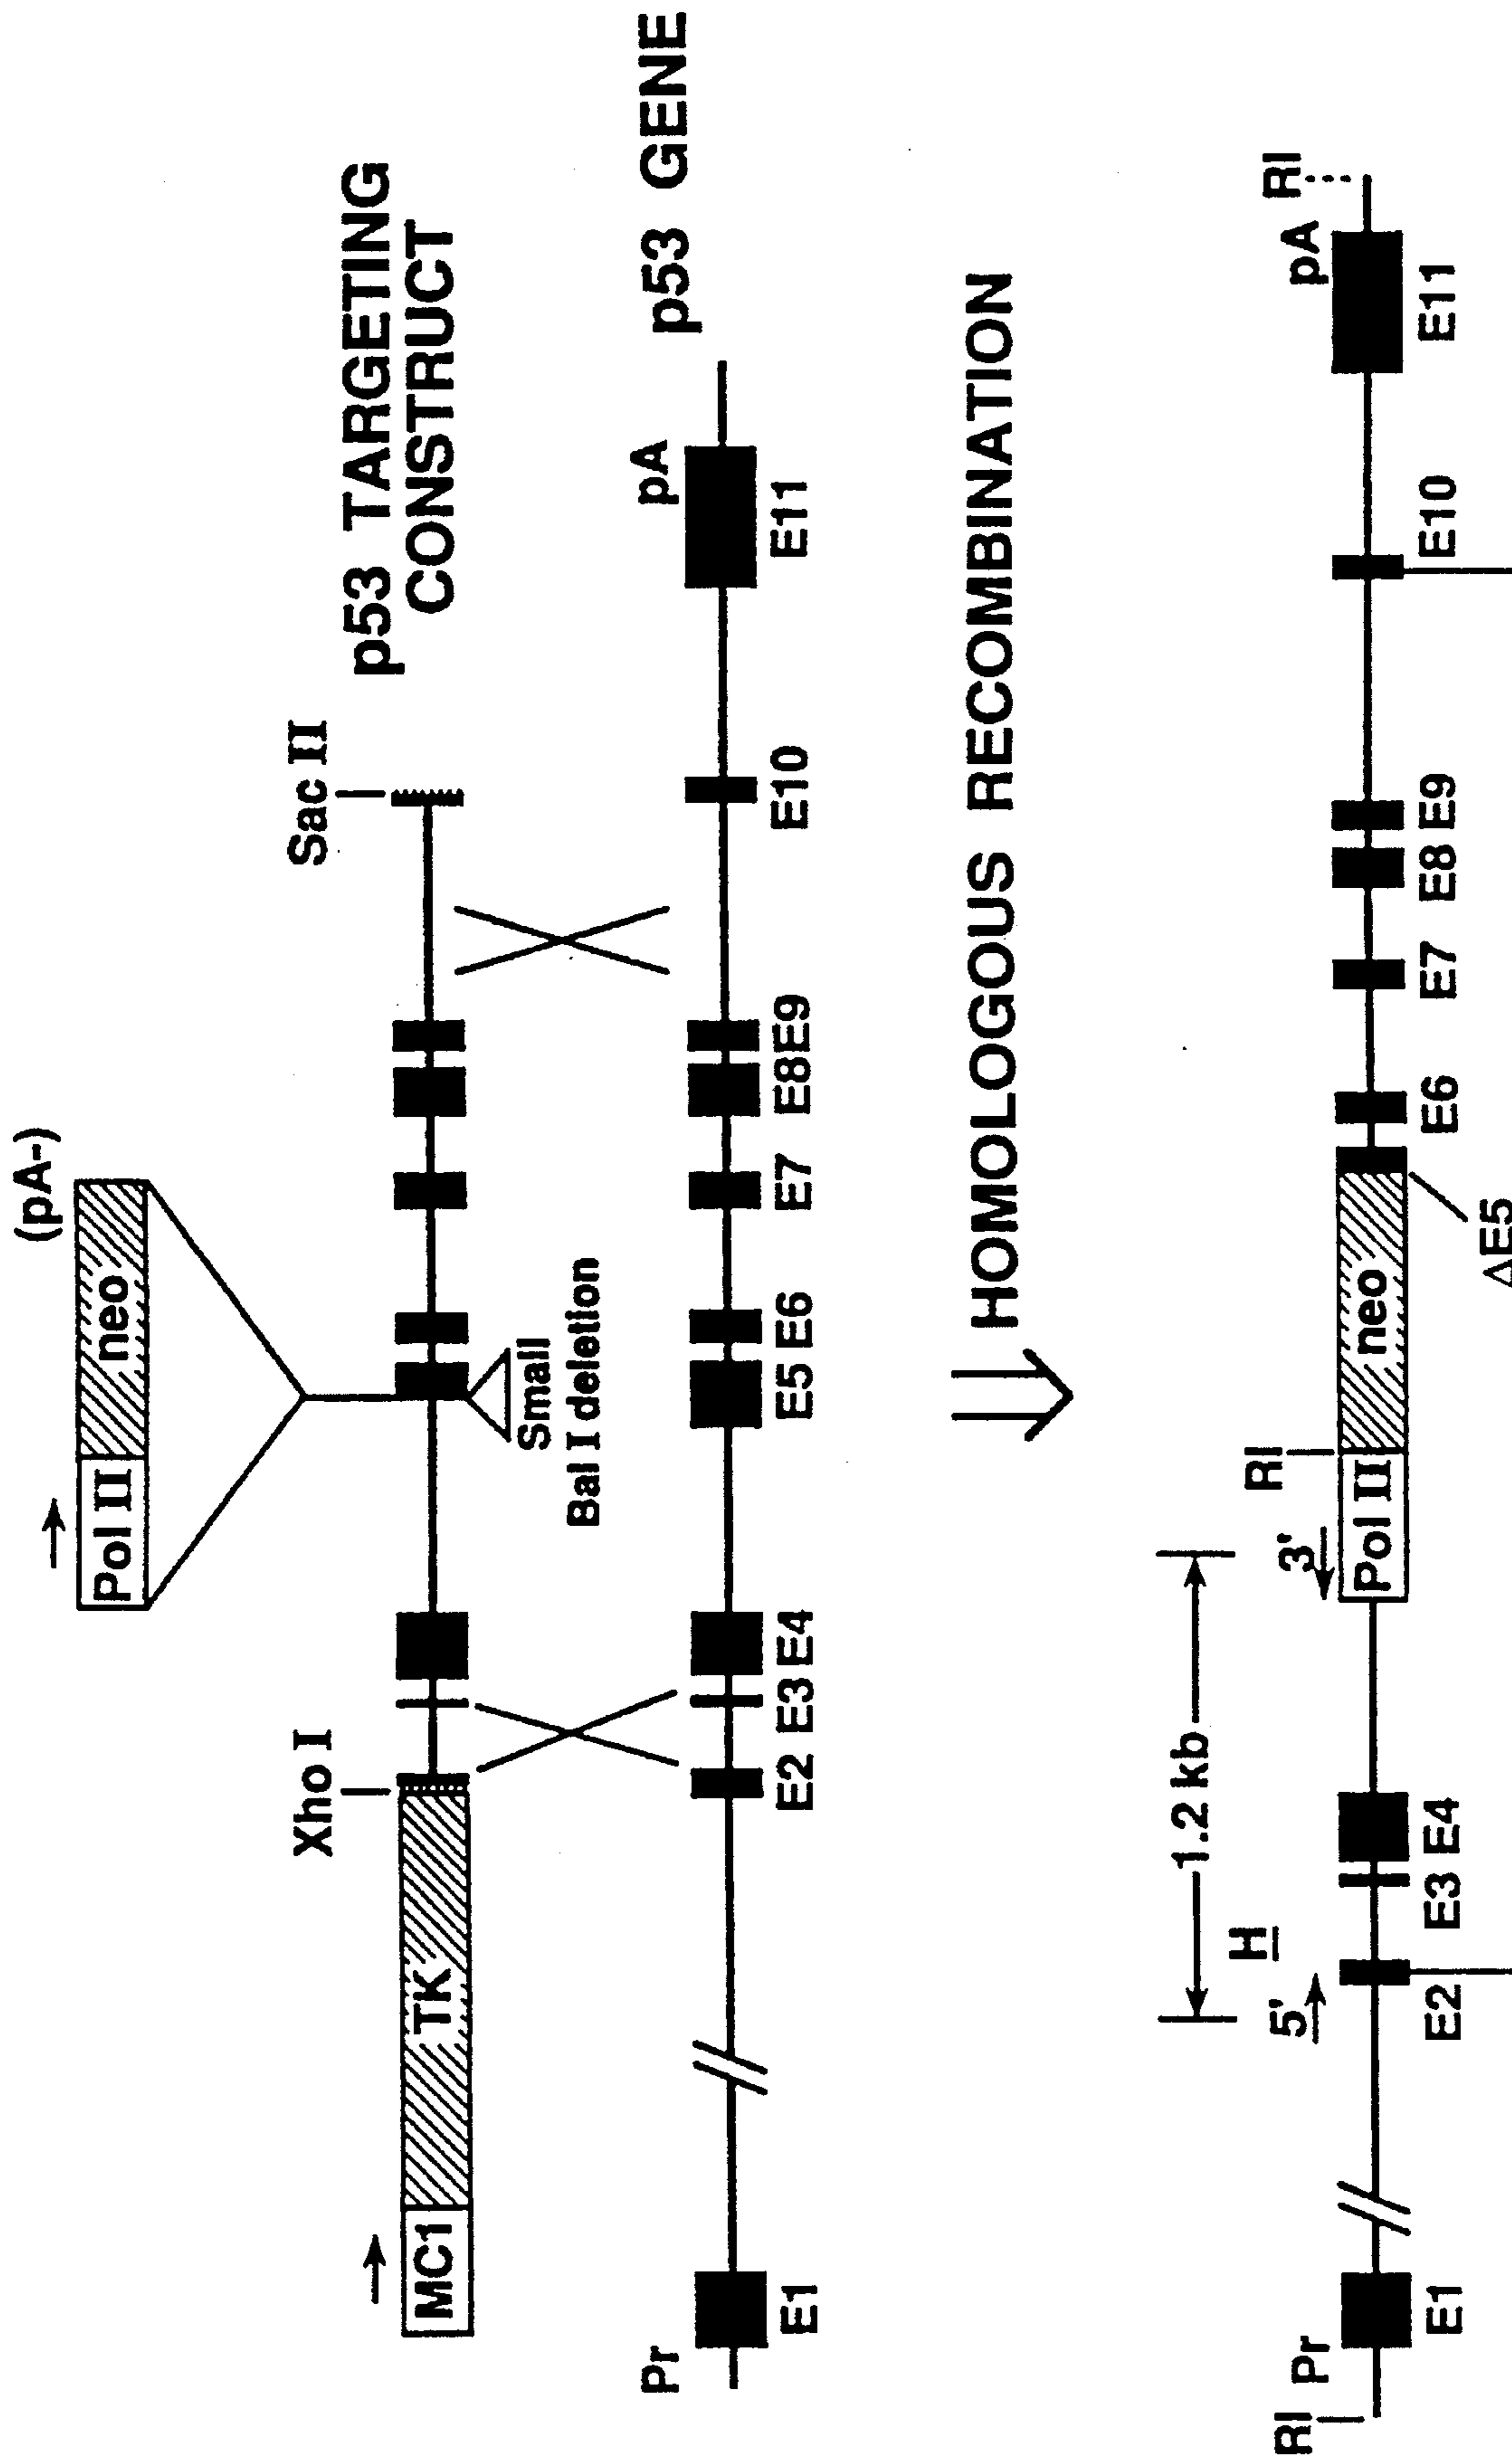 (pA-)
Pol II neo
Xho I
Sac II
p53 TARGETING
CONSTRUCT
MC1 TK
Small
Bal I deletion
Pr
pA
p53 GENE
E1 E2 E3 E4 E5 E6 E7 E8 E9 E10 E11
HOMOLOGOUS RECOMBINATION
1.2 kb
H
RI
Pr
5'
3'
RI
pA
RI
Pol II neo
E1 E2 E3 E4 E6 E7 E8 E9 E10 E11
ΔE5